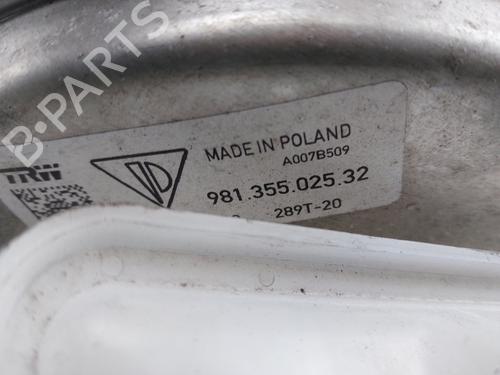 B-PARTS
MADE IN POLAND
A007B509
TRW
981.355.025.32
289T-20